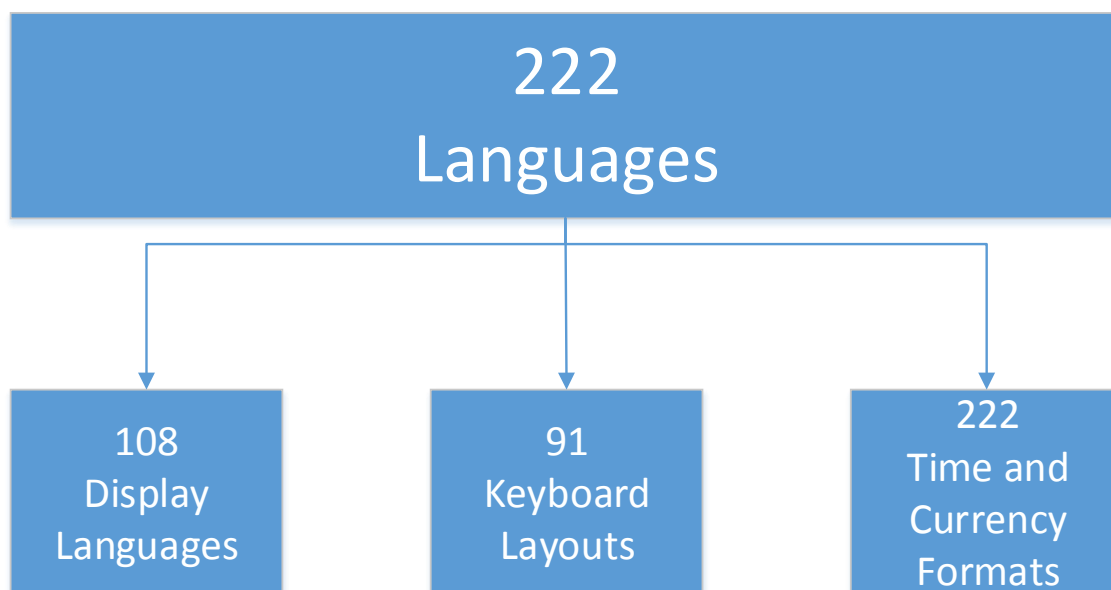 222
Languages
108
Display
Languages
91
Keyboard
Layouts
222
Time and
Currency
Formats